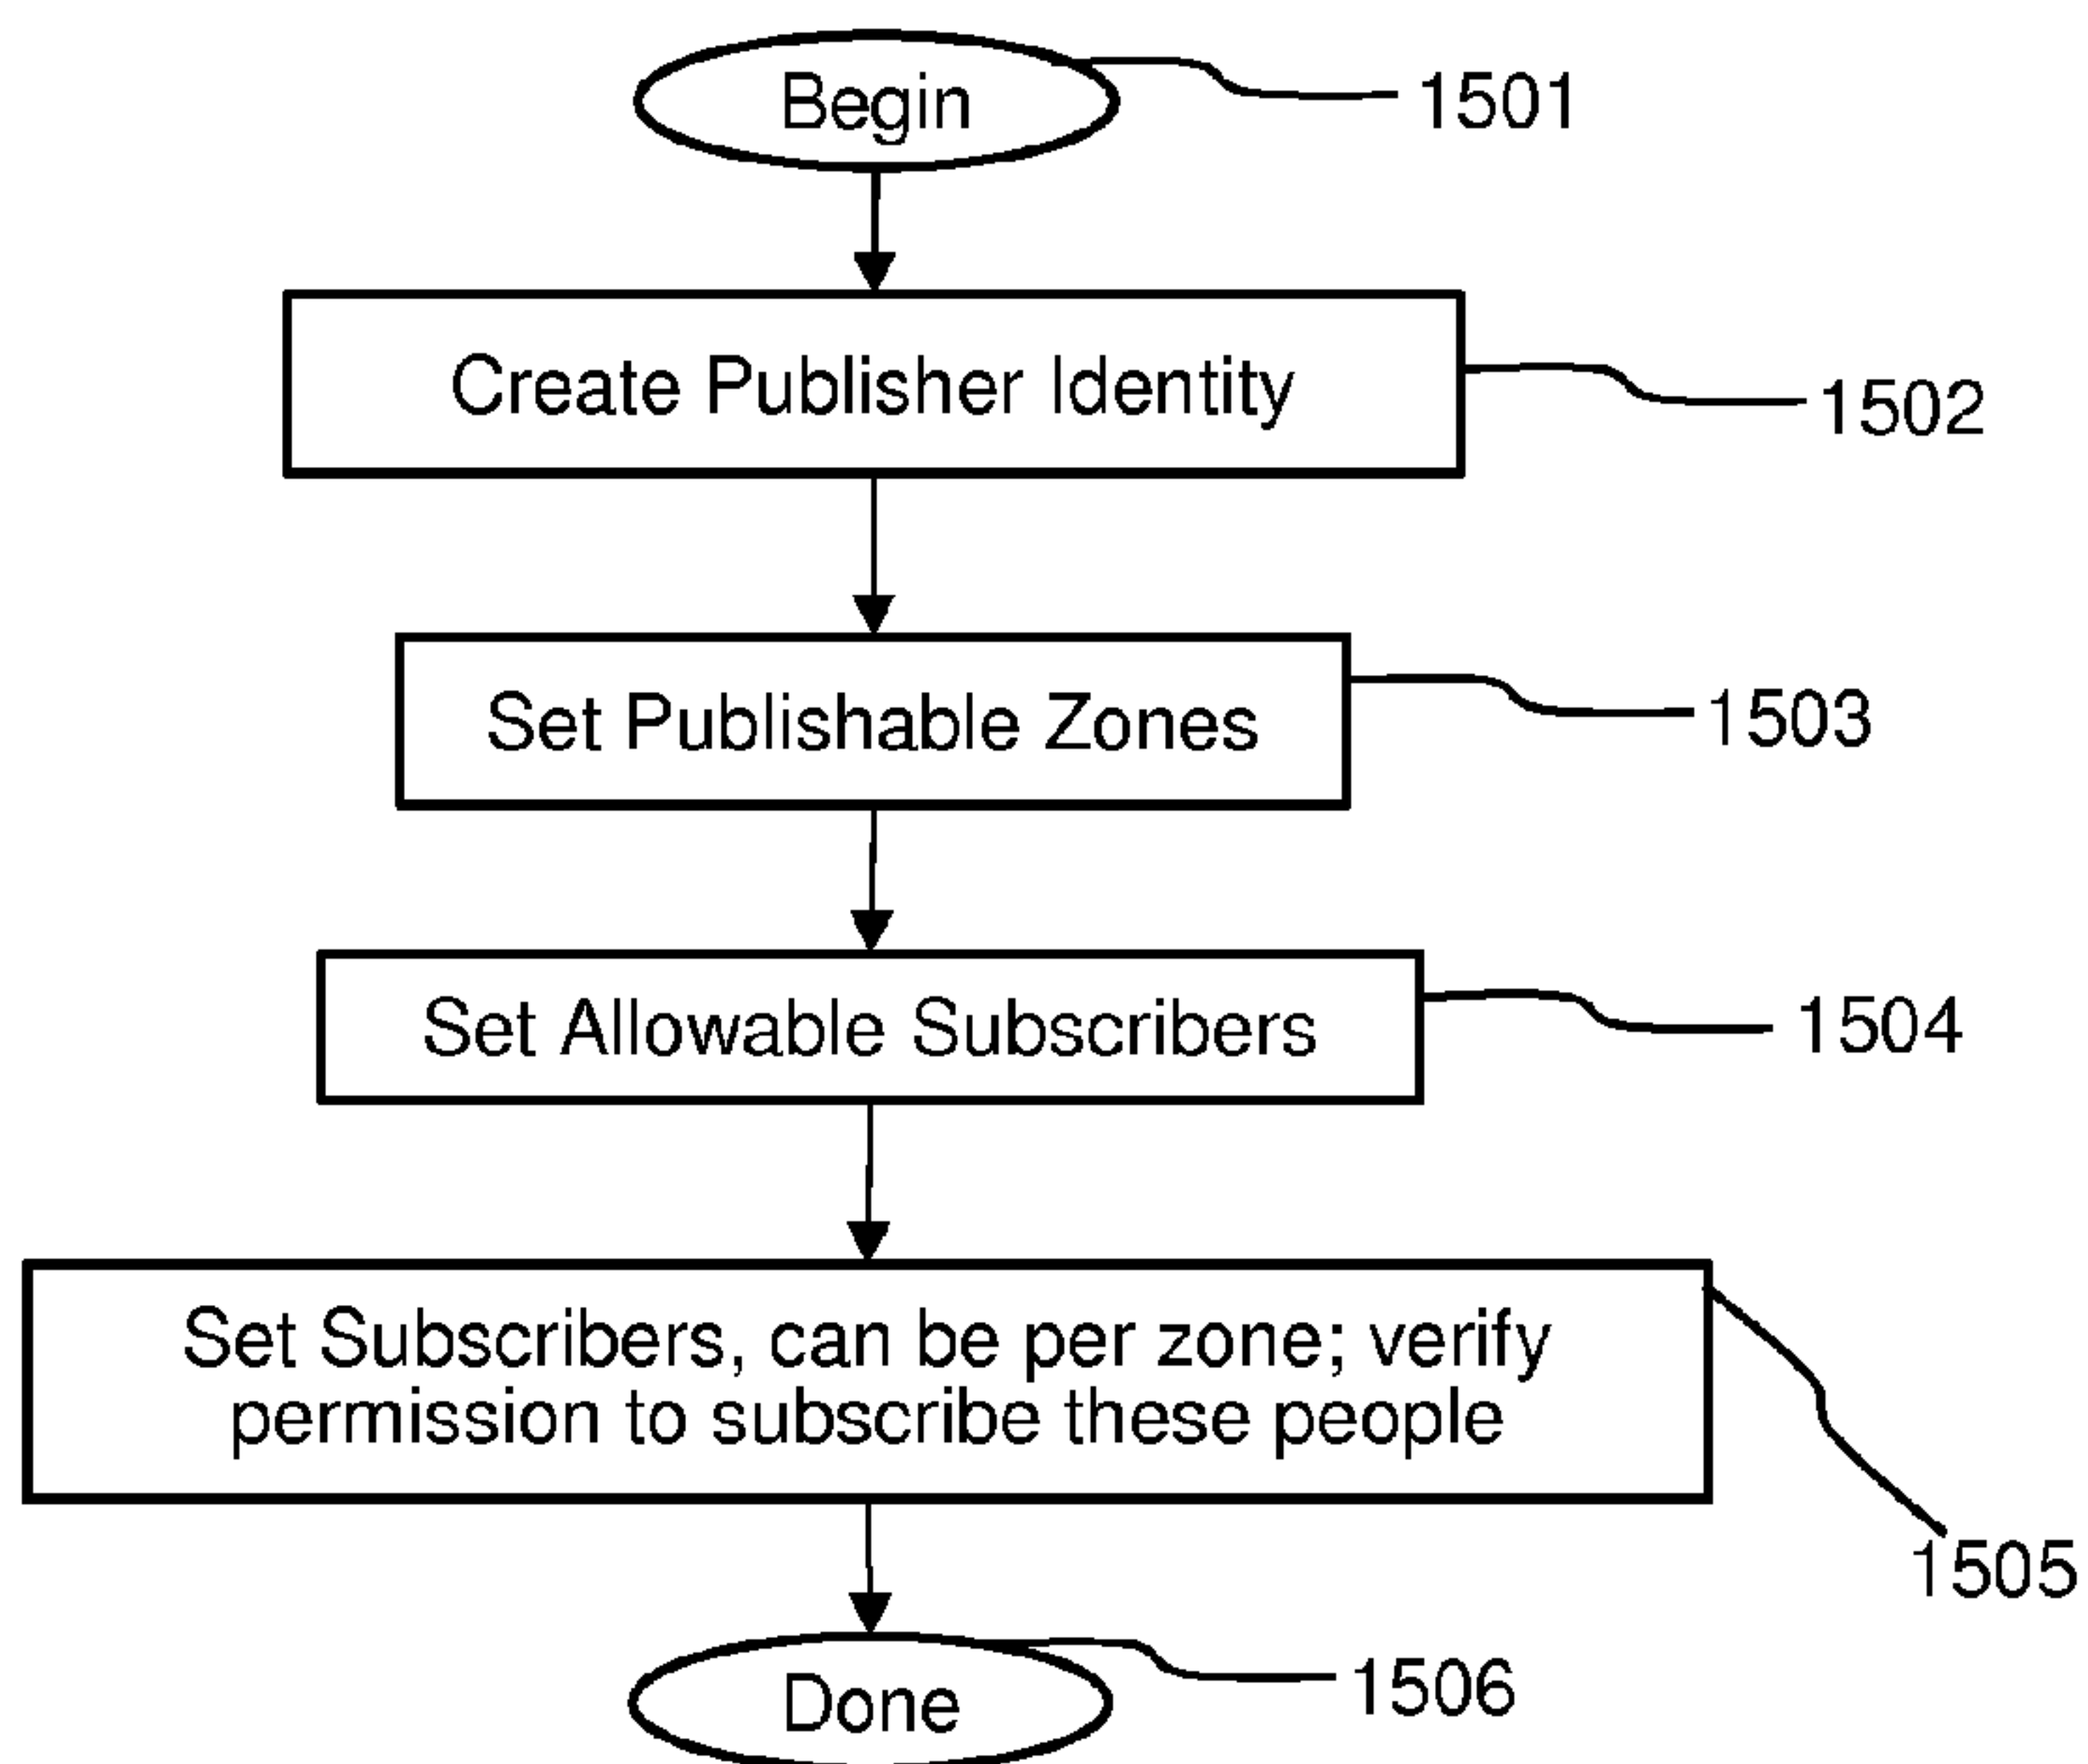 Begin
1501
Create Publisher Identity
1502
Set Publishable Zones
1503
Set Allowable Subscribers
1504
Set Subscribers, can be per zone; verify
permission to subscribe these people
1505
Done
1506